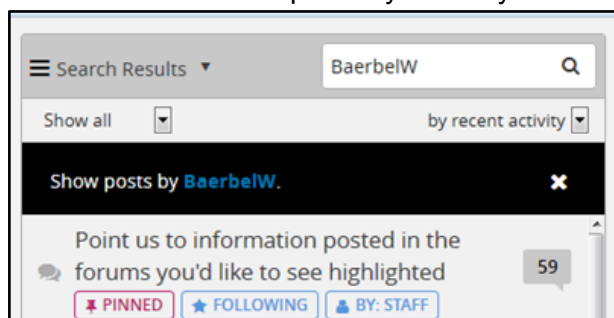 Search Results
BaerbelW
Show all
by recent activity
Show posts by BaerbelW.
Point us to information posted in the
forums you'd like to see highlighted
59
PINNED FOLLOWING BY: STAFF